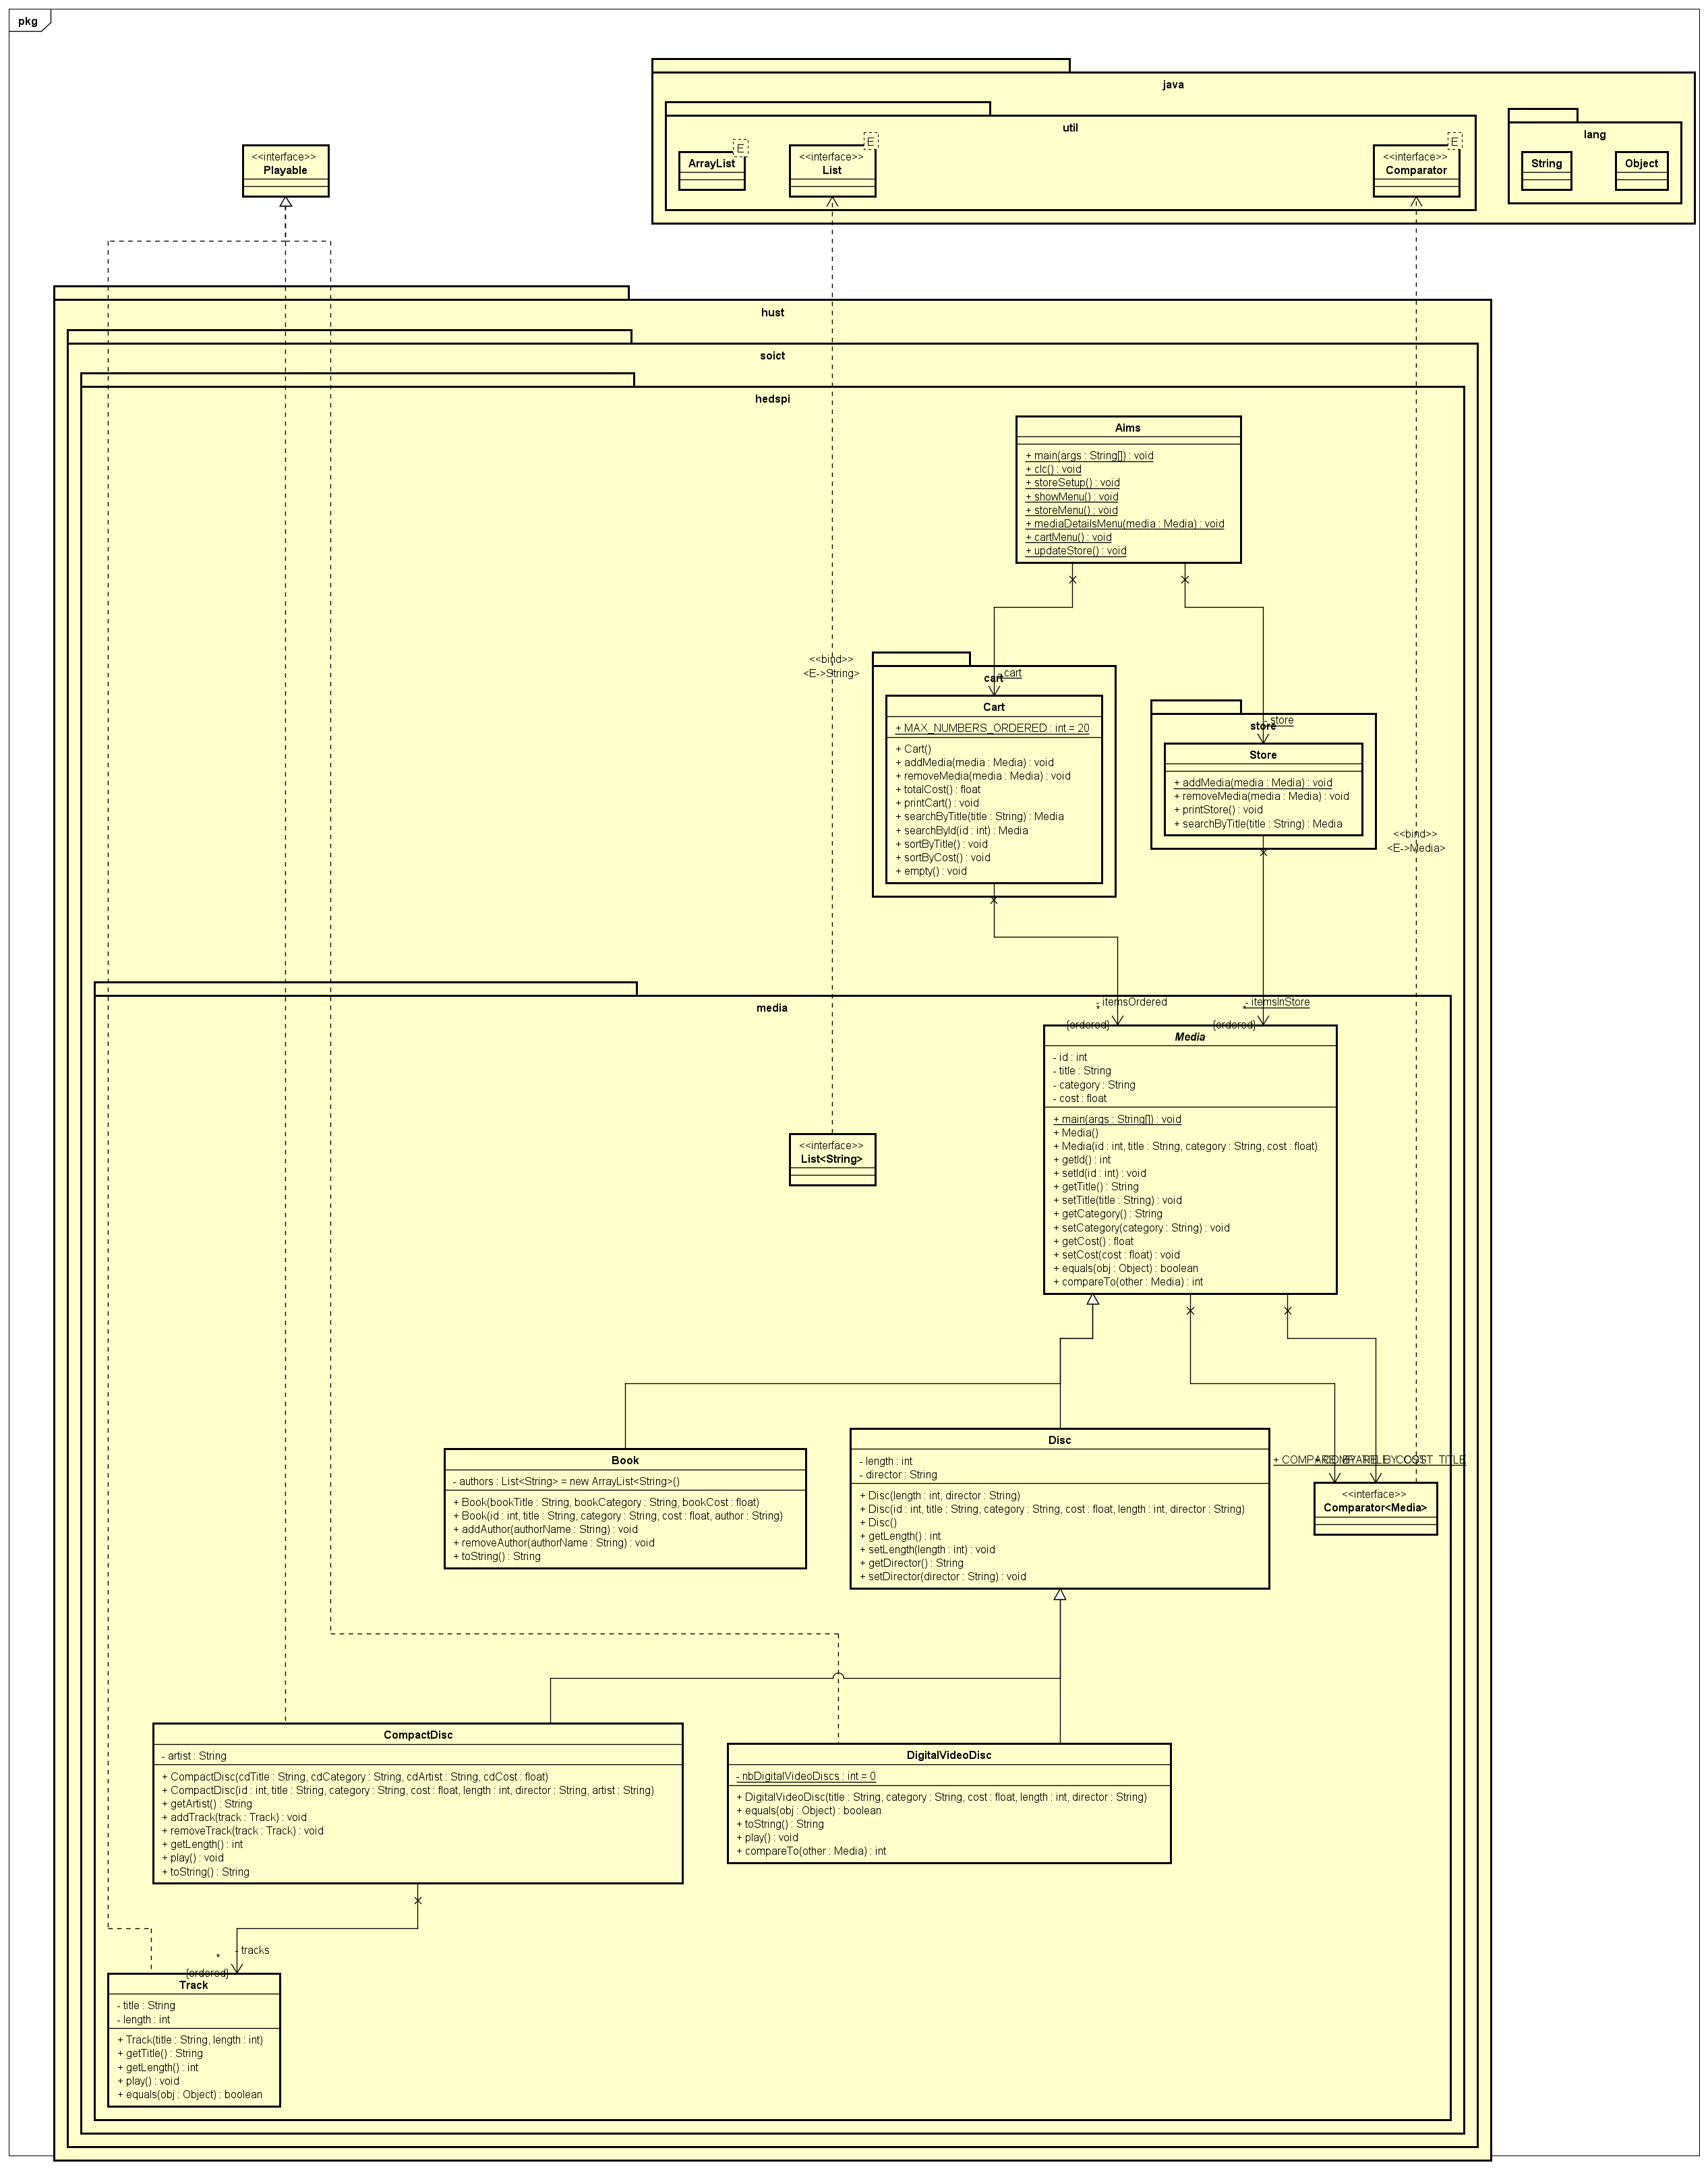 pkg
java
util
lang
E
ArrayList
E
<<interface>>
List
E
<<interface>>
Comparator
String
Object
<<interface>>
Playable
hust
soict
hedspi
Aims
+ main(args : String[]) : void
+ clc() : void
+ storeSetup() : void
+ showMenu() : void
+ storeMenu() : void
+ mediaDetailsMenu(media : Media) : void
+ cartMenu() : void
+ updateStore() : void
<<bind>>
<E->String>
- cart
cart
Cart
+ MAX_NUMBERS_ORDERED : int = 20
+ Cart()
+ addMedia(media : Media) : void
+ removeMedia(media : Media) : void
+ totalCost() : float
+ printCart() : void
+ searchByTitle(title : String) : Media
+ searchById(id : int) : Media
+ sortByTitle() : void
+ sortByCost() : void
+ empty() : void
- store
store
Store
+ addMedia(media : Media) : void
+ removeMedia(media : Media) : void
+ printStore() : void
+ searchByTitle(title : String) : Media
<<bind>>
<E->Media>
media
- itemsOrdered
*
{ordered}
- itemsInStore
*
{ordered}
Media
- id : int
- title : String
- category : String
- cost : float
+ main(args : String[]) : void
+ Media()
+ Media(id : int, title : String, category : String, cost : float)
+ getId() : int
+ setId(id : int) : void
+ getTitle() : String
+ setTitle(title : String) : void
+ getCategory() : String
+ setCategory(category : String) : void
+ getCost() : float
+ setCost(cost : float) : void
+ equals(obj : Object) : boolean
+ compareTo(other : Media) : int
<<interface>>
List<String>
Book
- authors : List<String> = new ArrayList<String>()
+ Book(bookTitle : String, bookCategory : String, bookCost : float)
+ Book(id : int, title : String, category : String, cost : float, author : String)
+ addAuthor(authorName : String) : void
+ removeAuthor(authorName : String) : void
+ toString() : String
Disc
- length : int
- director : String
+ Disc(length : int, director : String)
+ Disc(id : int, title : String, category : String, cost : float, length : int, director : String)
+ Disc()
+ getLength() : int
+ setLength(length : int) : void
+ getDirector() : String
+ setDirector(director : String) : void
+ COMPARE_BY_TITLE_COST
+ COMPARE_BY_COST_TITLE
<<interface>>
Comparator<Media>
CompactDisc
- artist : String
+ CompactDisc(cdTitle : String, cdCategory : String, cdArtist : String, cdCost : float)
+ CompactDisc(id : int, title : String, category : String, cost : float, length : int, director : String, artist : String)
+ getArtist() : String
+ addTrack(track : Track) : void
+ removeTrack(track : Track) : void
+ getLength() : int
+ play() : void
+ toString() : String
DigitalVideoDisc
- nbDigitalVideoDiscs : int = 0
+ DigitalVideoDisc(title : String, category : String, cost : float, length : int, director : String)
+ equals(obj : Object) : boolean
+ toString() : String
+ play() : void
+ compareTo(other : Media) : int
- tracks
*
{ordered}
Track
- title : String
- length : int
+ Track(title : String, length : int)
+ getTitle() : String
+ getLength() : int
+ play() : void
+ equals(obj : Object) : boolean